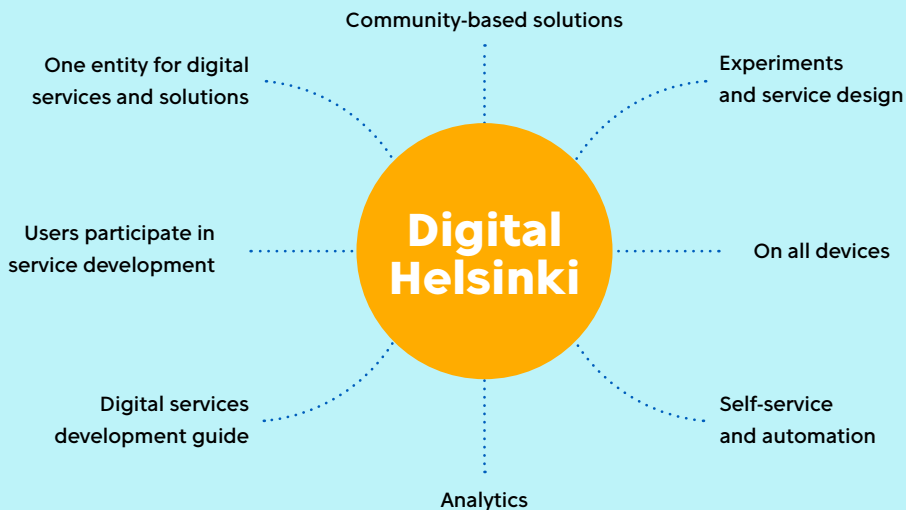 Community-based solutions
One entity for digital
services and solutions
Experiments
and service design
Users participate in
service development
Digital
Helsinki
On all devices
Digital services
development guide
Self-service
and automation
Analytics